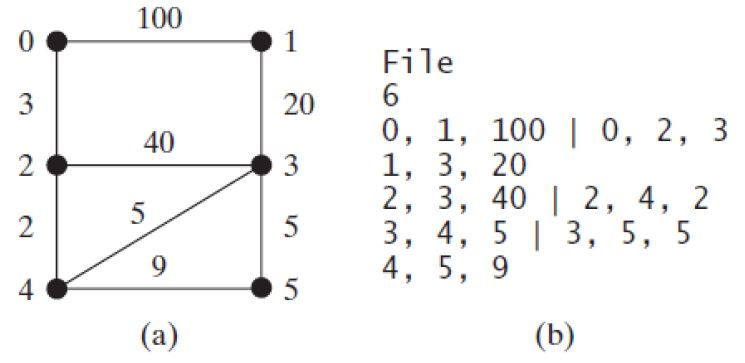 100
0 1
3 20
40
2 3
2 5 5
9
4 5
(a)
File
6
0, 1, 100 | 0, 2, 3
1, 3, 20
2, 3, 40 | 2, 4, 2
3, 4, 5 | 3, 5, 5
4, 5, 9
(b)